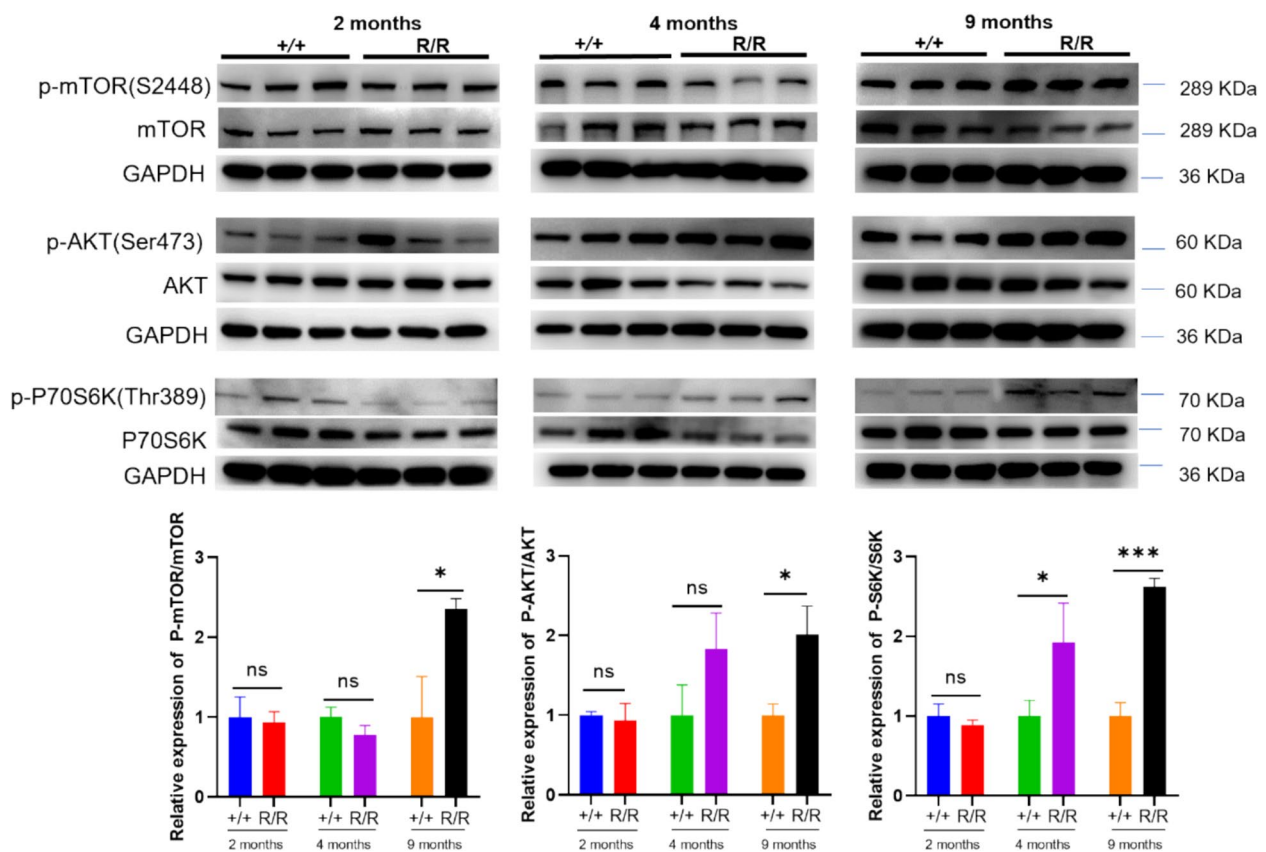 2 months 4 months 9 months
+/+ R/R +/+ R/R +/+ R/R
p-mTOR(S2448) 289 KDa
mTOR 289 KDa
GAPDH 36 KDa
p-AKT(Ser473) 60 KDa
AKT 60 KDa
GAPDH 36 KDa
p-P70S6K(Thr389) 70 KDa
P70S6K 70 KDa
GAPDH 36 KDa
Relative expression of P-mTOR/mTOR
3
2
1
0
ns
ns
*
+/+ R/R +/+ R/R +/+ R/R
2 months 4 months 9 months
Relative expression of P-AKT/AKT
3
2
1
0
ns
ns
*
+/+ R/R +/+ R/R +/+ R/R
2 months 4 months 9 months
Relative expression of P-S6K/S6K
3
2
1
0
ns
*
***
+/+ R/R +/+ R/R +/+ R/R
2 months 4 months 9 months